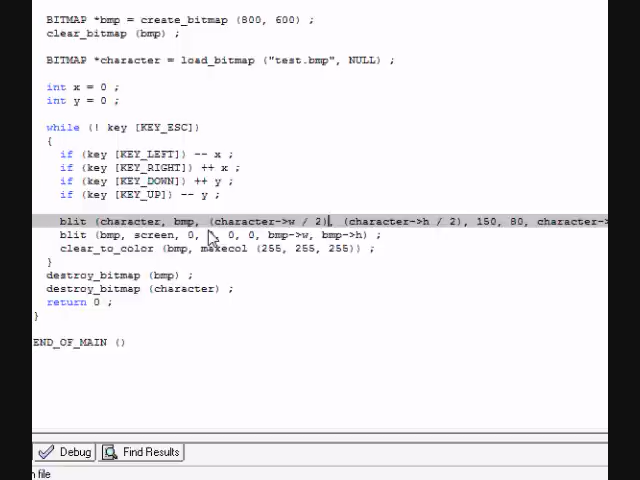 BITMAP *bmp = create_bitmap (800, 600) ;
clear_bitmap (bmp) ;
BITMAP *character = load_bitmap ("test.bmp", NULL) ;
int x = 0 ;
int y = 0 ;
while (! key [KEY_ESC])
{
if (key [KEY_LEFT]) -- x ;
if (key [KEY_RIGHT]) ++ x ;
if (key [KEY_DOWN]) ++ y ;
if (key [KEY_UP]) -- y ;
blit (character, bmp, (character->w / 2), (character->h / 2), 150, 80, character->
blit (bmp, screen, 0, 0, 0, bmp->w, bmp->h) ;
clear_to_color (bmp, makecol (255, 255, 255)) ;
}
destroy_bitmap (bmp) ;
destroy_bitmap (character) ;
return 0 ;
}
END_OF_MAIN ()
Debug Find Results
file